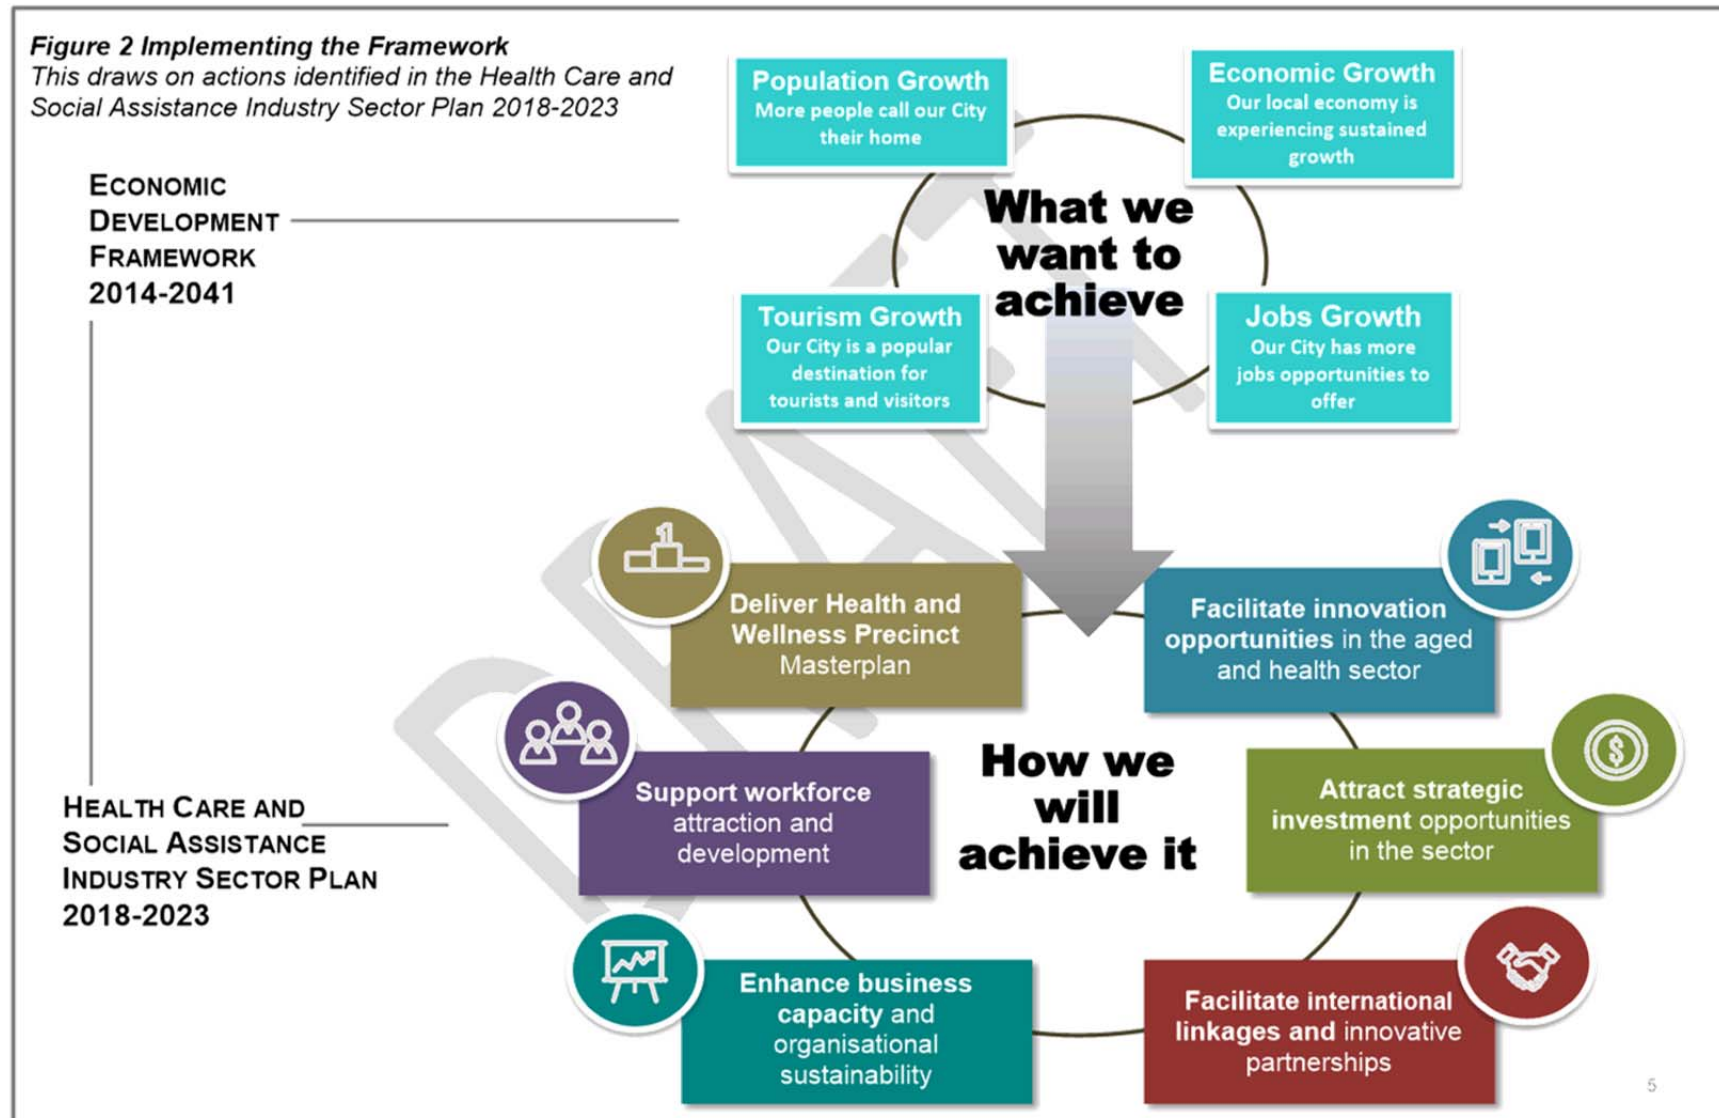 Figure 2 Implementing the Framework
This draws on actions identified in the Health Care and
Social Assistance Industry Sector Plan 2018-2023
ECONOMIC
DEVELOPMENT
FRAMEWORK
2014-2041
Population Growth
More people call our City
their home
Economic Growth
Our local economy is
experiencing sustained
growth
What we
want to
achieve
Tourism Growth
Our City is a popular
destination for
tourists and visitors
Jobs Growth
Our City has more
jobs opportunities to
offer
DRAFT
HEALTH CARE AND
SOCIAL ASSISTANCE
INDUSTRY SECTOR PLAN
2018-2023
1
Deliver Health and
Wellness Precinct
Masterplan
Facilitate innovation
opportunities in the aged
and health sector
Support workforce
attraction and
development
How we
will
achieve it
$
Attract strategic
investment opportunities
in the sector
Enhance business
capacity and
organisational
sustainability
Facilitate international
linkages and innovative
partnerships
5